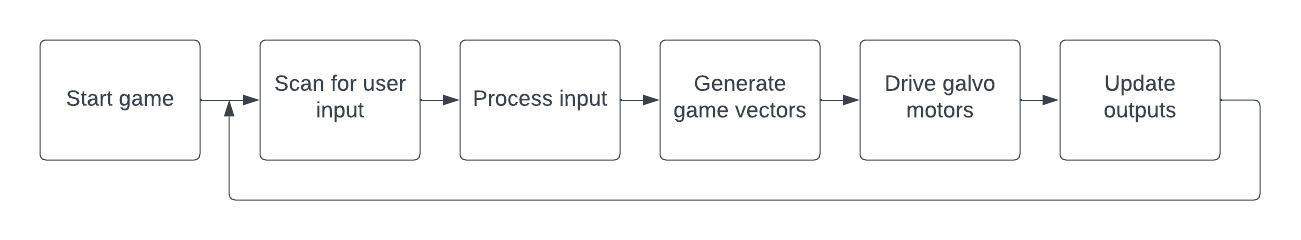 Start game
Scan for user
input
Process input
Generate
game vectors
Drive galvo
motors
Update
outputs